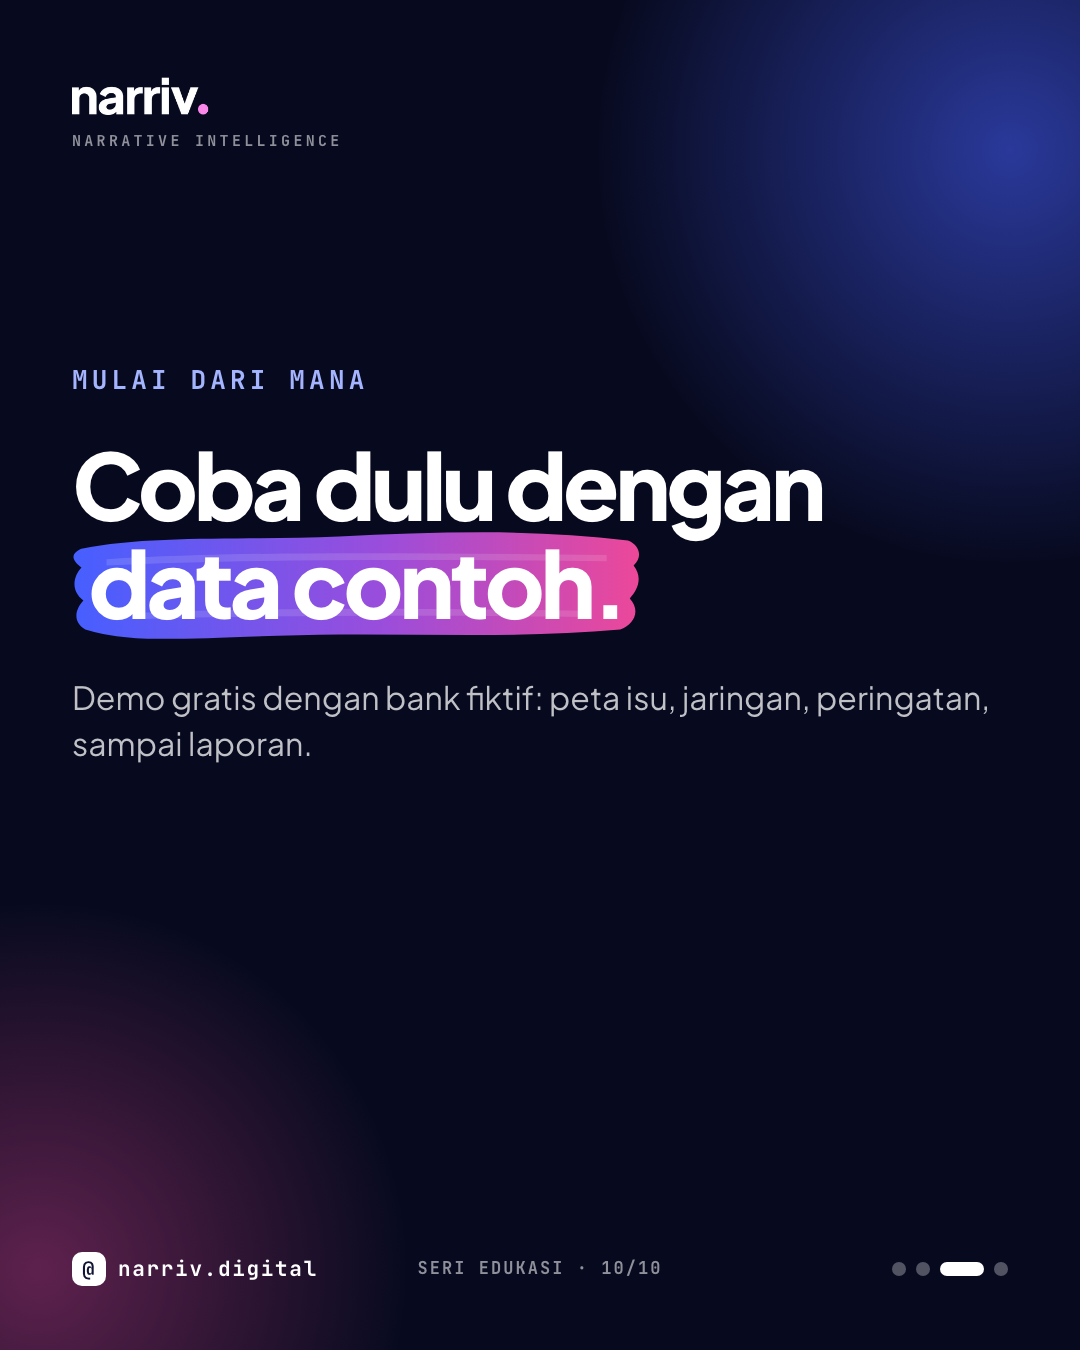 narriv.
NARRATIVE INTELLIGENCE
MULAI DARI MANA
Coba dulu dengan
data contoh.
Demo gratis dengan bank fiktif: peta isu, jaringan, peringatan,
sampai laporan.
@ narriv.digital
SERI EDUKASI · 10/10